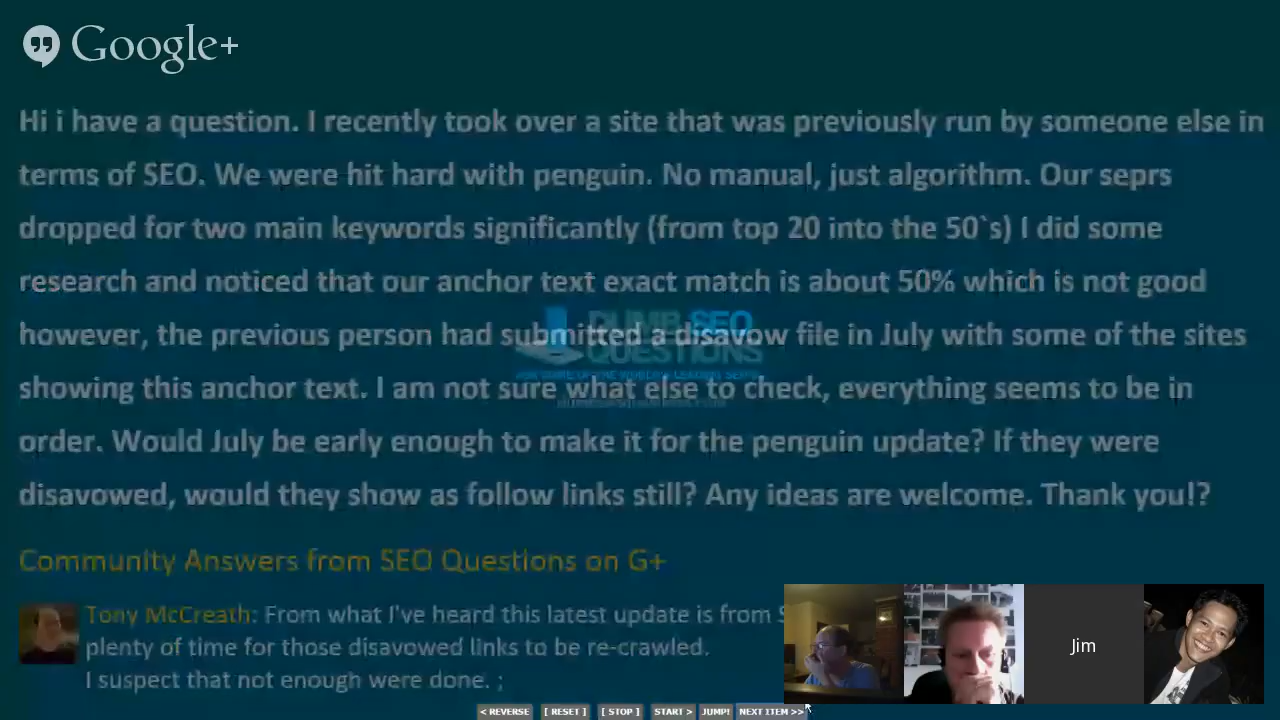 Google+
Hi i have a question. I recently took over a site that was previously run by someone else in
terms of SEO. We were hit hard with penguin. No manual, just algorithm. Our seprs
dropped for two main keywords significantly (from top 20 into the 50`s) I did some
research and noticed that our anchor text exact match is about 50% which is not good
however, the previous person had submitted a disavow file in July with some of the sites
showing this anchor text. I am not sure what else to check, everything seems to be in
order. Would July be early enough to make it for the penguin update? If they were
disavowed, would they show as follow links still? Any ideas are welcome. Thank you!?
DUMB SEO
QUESTIONS
Community Answers from SEO Questions on G+
Tony McCreath: From what I've heard this latest update is from S
plenty of time for those disavowed links to be re-crawled.
I suspect that not enough were done. ;
Jim
< REVERSE [ RESET ] [ STOP ] START > JUMP! NEXT ITEM >>